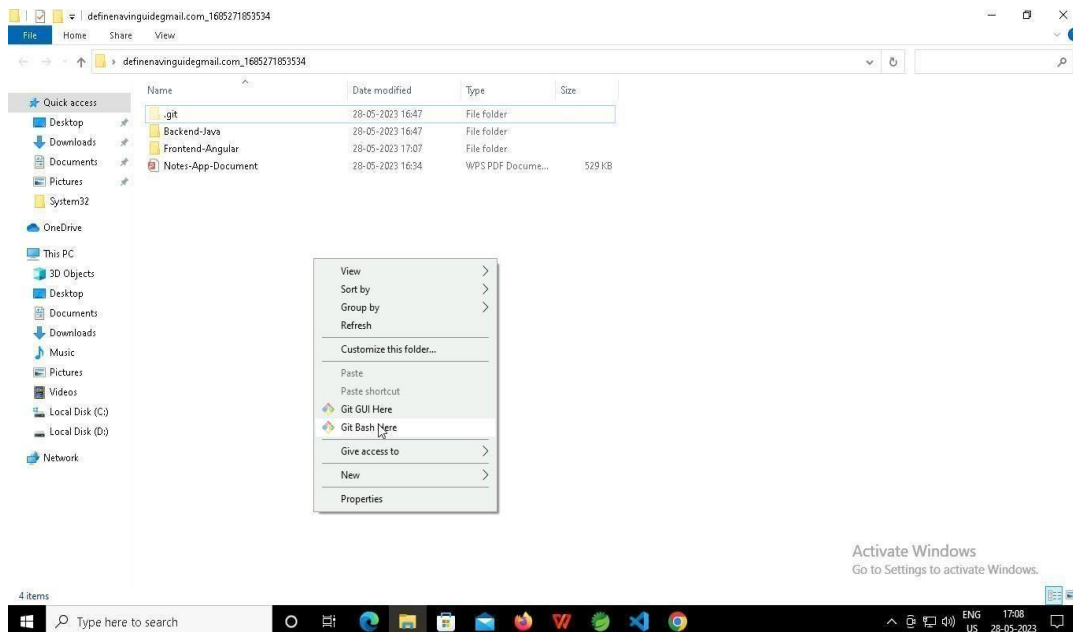 definenavinguidegmail.com_1685271853534
File Home Share View
definenavinguidegmail.com_1685271853534
Name Date modified Type Size
Quick access
Desktop
Downloads
Documents
Pictures
System32
OneDrive
This PC
3D Objects
Desktop
Documents
Downloads
Music
Pictures
Videos
Local Disk (C:)
Local Disk (D:)
Network
.git 28-05-2023 16:47 File folder
Backend-Java 28-05-2023 16:47 File folder
Frontend-Angular 28-05-2023 17:07 File folder
Notes-App-Document 28-05-2023 16:34 WPS PDF Docume... 529 KB
View
Sort by
Group by
Refresh
Customize this folder...
Paste
Paste shortcut
Git GUI Here
Git Bash Here
Give access to
New
Properties
Activate Windows
Go to Settings to activate Windows.
4 items
Type here to search
ENG 17:08
US 28-05-2023